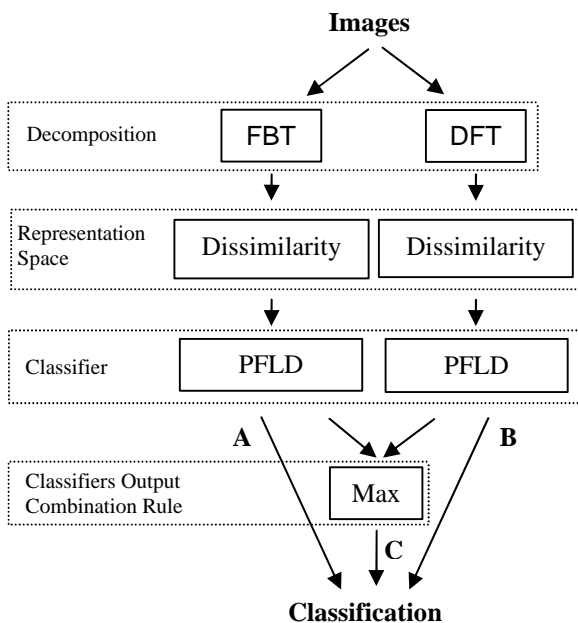 Images
Decomposition
FBT
DFT
Representation
Space
Dissimilarity
Dissimilarity
Classifier
PFLD
PFLD
A
B
Classifiers Output
Combination Rule
Max
C
Classification